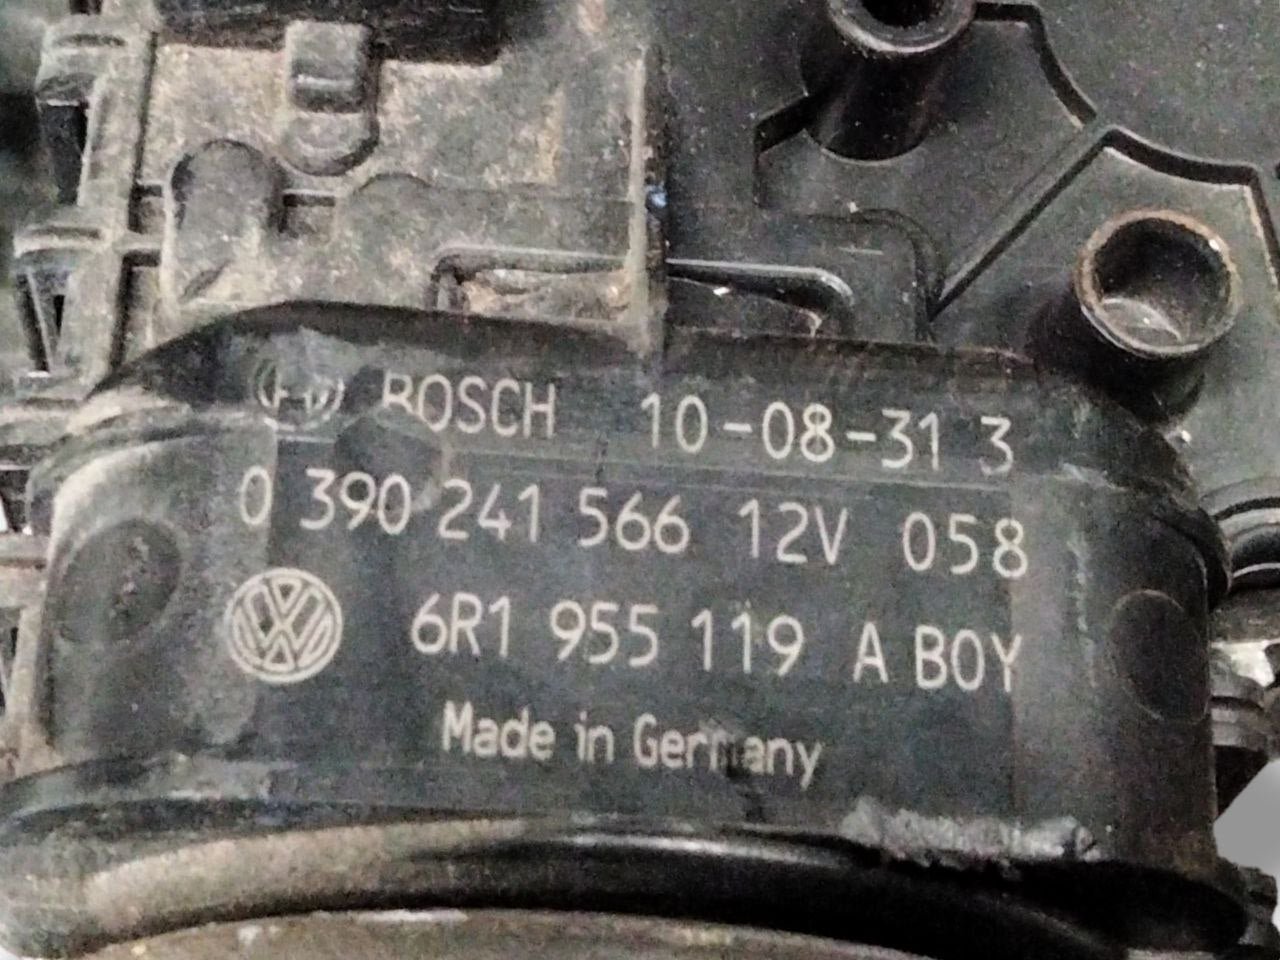 BOSCH 10-08-31 3
0 390 241 566 12V 058
6R1 955 119 A BOY
Made in Germany